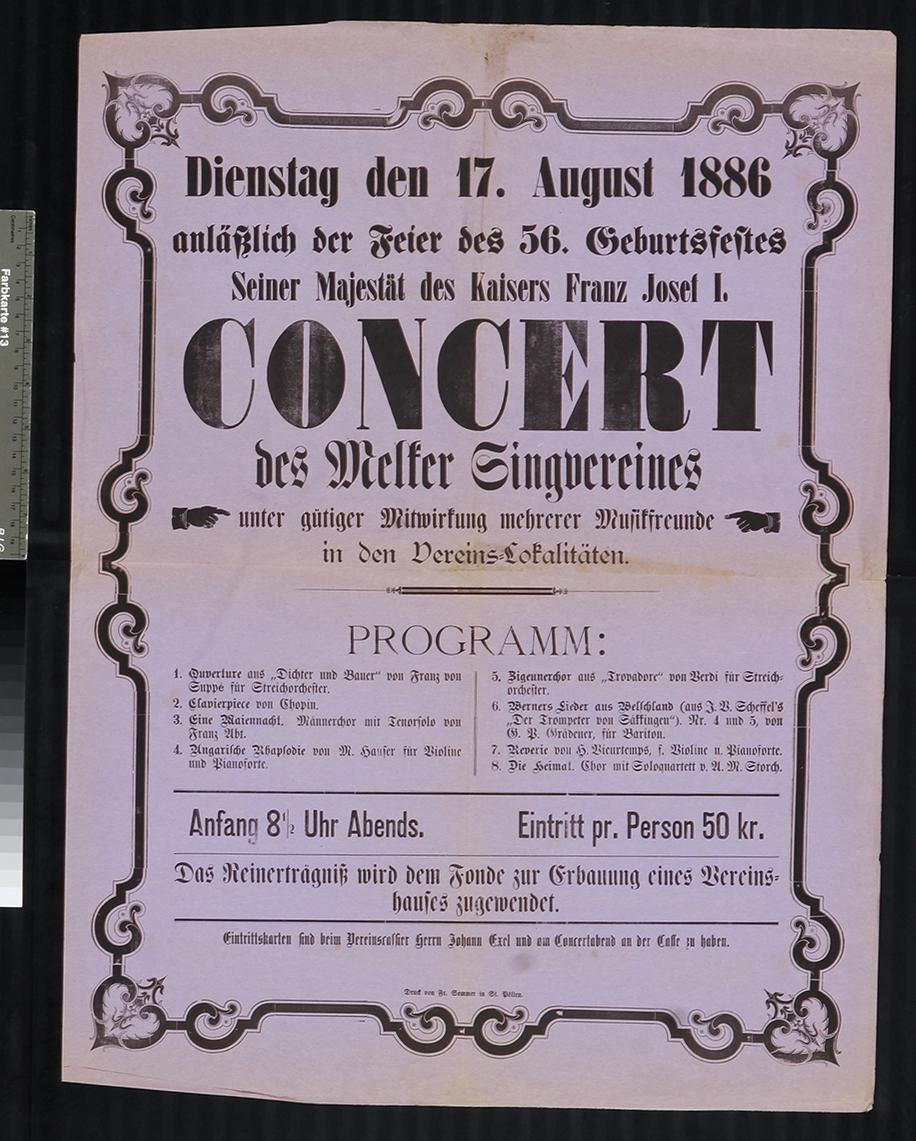 Dienstag den 17. August 1886
anläßlich der Feier des 56. Geburtsfestes
Seiner Majestät des Kaisers Franz Josef I.
CONCERT
des Melker Singvereines
unter gütiger Mitwirkung mehrerer Musikfreunde
in den Vereins-Lokalitäten.
PROGRAMM:
1. Ouverture aus „Dichter und Bauer“ von Franz von
Suppé für Streichorchester.
2. Clavierpiece von Chopin.
3. Eine Maiennacht. Männerchor mit Tenorsolo von
Franz Abt.
4. Ungarische Rhapsodie von M. Hauser für Violine
und Pianoforte.
5. Zigeunerchor aus „Trovadore“ von Verdi für Streich-
orchester.
6. Werners Lieder aus Welschland (aus J. V. Scheffel's
„Der Trompeter von Säkkingen“). Nr. 4 und 5, von
G. P. Grädener, für Bariton.
7. Reverie von H. Vieurtemps, f. Violine u. Pianoforte.
8. Die Heimat. Chor mit Soloquartett v. A. M. Storch.
Anfang 8 1/2 Uhr Abends.
Eintritt pr. Person 50 kr.
Das Reinerträgniß wird dem Fonde zur Erbauung eines Vereins-
hauses zugewendet.
Eintrittskarten sind beim Vereinscassier Herrn Johann Exel und am Concertabend an der Casse zu haben.
Druck von Fr. Sommer in St. Pölten.
Farbkarte #13